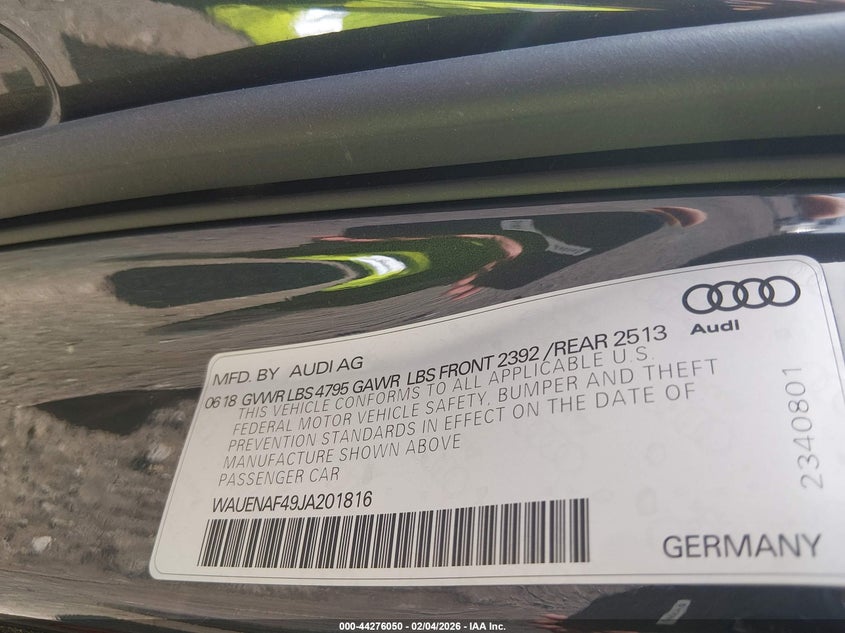 Audi
MFD. BY AUDI AG
06 18 GVWR LBS 4795 GAWR LBS FRONT 2392 /REAR 2513
THIS VEHICLE CONFORMS TO ALL APPLICABLE U.S.
FEDERAL MOTOR VEHICLE SAFETY, BUMPER AND THEFT
PREVENTION STANDARDS IN EFFECT ON THE DATE OF
MANUFACTURE SHOWN ABOVE
PASSENGER CAR
WAUENAF49JA201816
2340801
GERMANY
000-44276050 - 02/04/2026 - IAA Inc.